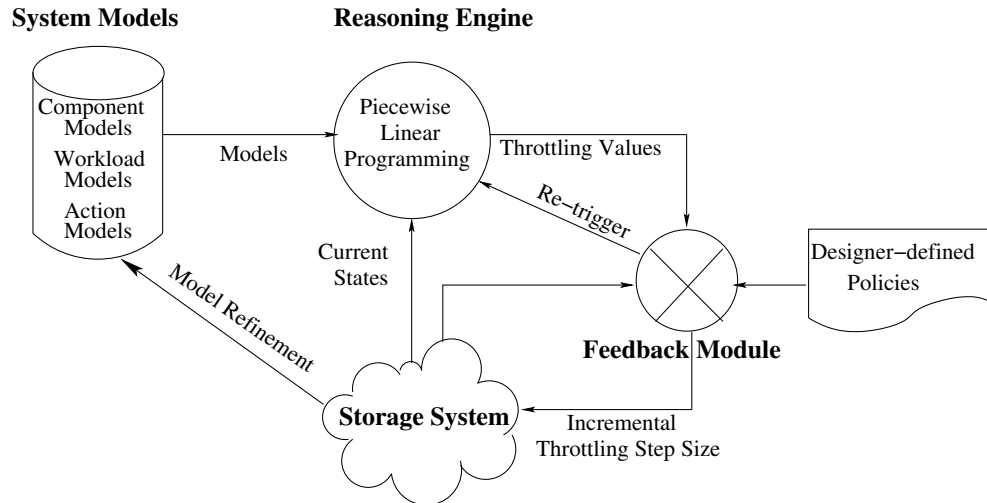 System Models
Reasoning Engine
Component
Models
Workload
Models
Action
Models
Models
Piecewise
Linear
Programming
Throttling Values
Re-trigger
Current
States
Designer-defined
Policies
Model Refinement
Feedback Module
Storage System
Incremental
Throttling Step Size